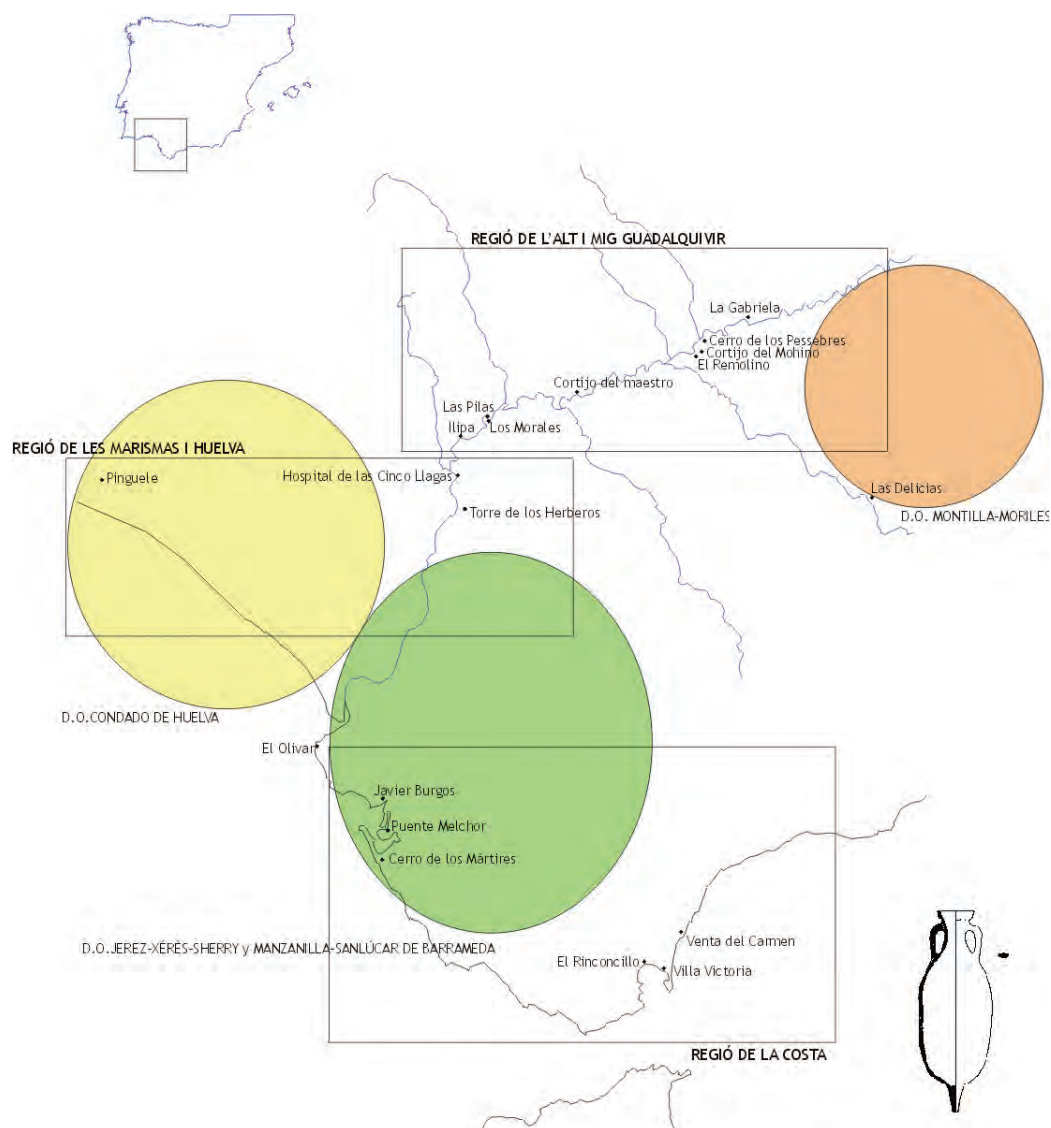 REGIÓ DE L'ALT I MIG GUADALQUIVIR
La Gabriela
Cerro de los Pessebres
Cortijo del Mohino
El Remolino
Cortijo del maestro
Las Pilas
Los Morales
Ilipa
REGIÓ DE LES MARISMAS I HUELVA
Pinguele
Hospital de las Cinco Llagas
Las Delicias
Torre de los Herberos
D.O. MONTILLA-MORILES
D.O.CONDADO DE HUELVA
El Olivar
Javier Burgos
Puente Melchor
Cerro de los Mártires
D.O.JEREZ-XÉRÈS-SHERRY y MANZANILLA-SANLÚCAR DE BARRAMEDA
Venta del Carmen
El Rinconcillo
Villa Victoria
REGIÓ DE LA COSTA